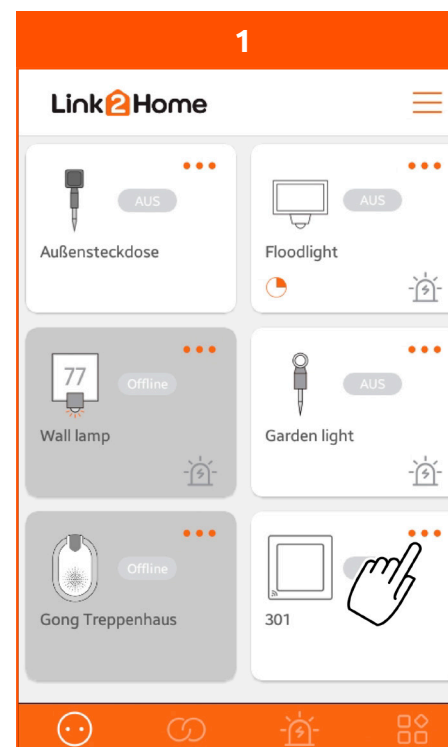 1
Link2Home
AUS
Außensteckdose
AUS
Floodlight
77
Offline
Wall lamp
AUS
Garden light
Offline
Gong Treppenhaus
301